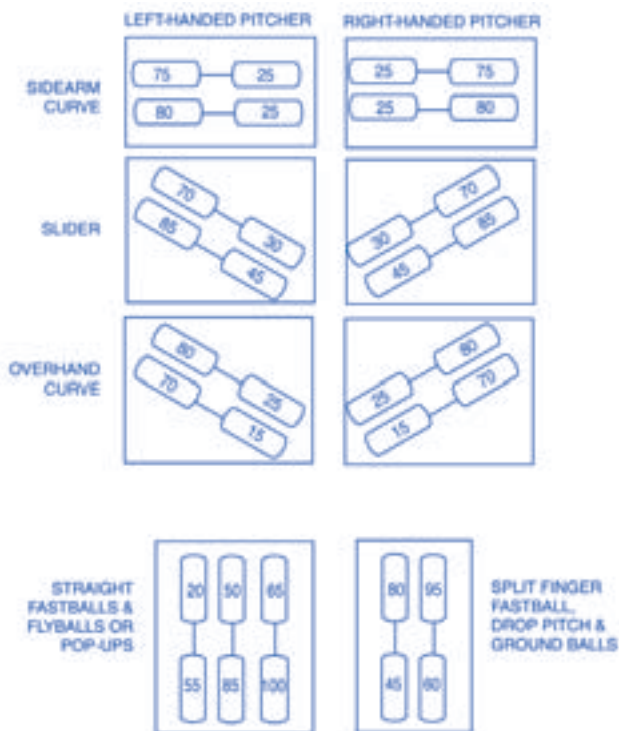 LEFT-HANDED PITCHER
RIGHT-HANDED PITCHER
SIDEARM
CURVE
75 25
80 25
25 75
25 80
SLIDER
70
85
30
45
70
85
30
45
OVERHAND
CURVE
80
70
25
15
80
70
25
15
STRAIGHT
FASTBALLS &
FLYBALLS OR
POP-UPS
20 50 65
55 85 100
80 95
45 60
SPLIT FINGER
FASTBALL,
DROP PITCH &
GROUND BALLS